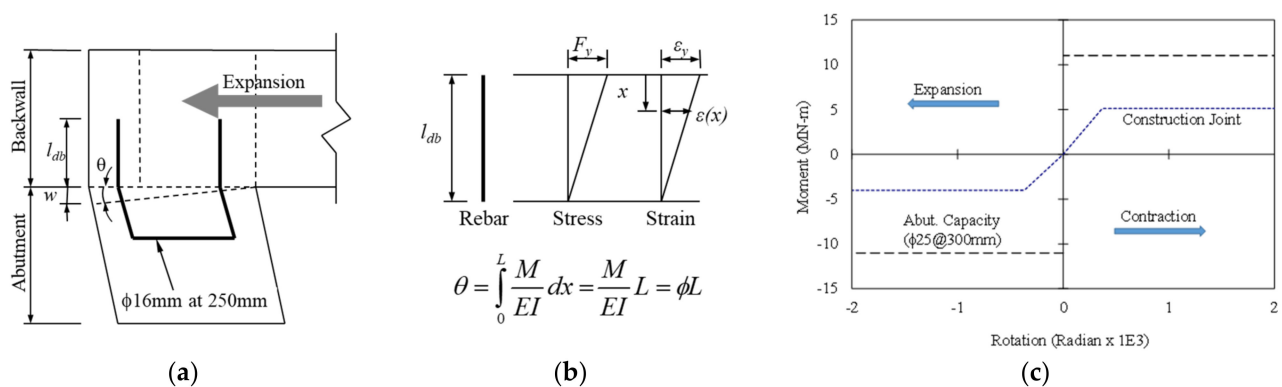 Backwall
Abutment
l_db
θ
w
Expansion
ϕ16mm at 250mm
(a)
F_y
ε_y
x
l_db
ε(x)
Rebar
Stress
Strain
θ = ∫_0^L M/EI dx = M/EI L = ϕL
(b)
15
10
5
0
-5
-10
-15
Moment (MN-m)
Expansion
Construction Joint
Abut. Capacity
(ϕ25@300mm)
Contraction
-2
-1
0
1
2
Rotation (Radian x 1E3)
(c)